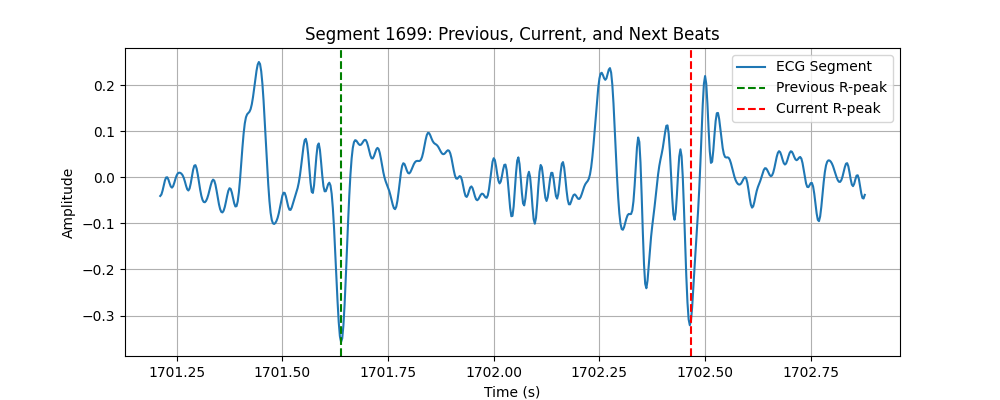 Segment 1699: Previous, Current, and Next Beats
ECG Segment
Previous R-peak
Current R-peak
0.2
0.1
0.0
−0.1
−0.2
−0.3
Amplitude
1701.25 1701.50 1701.75 1702.00 1702.25 1702.50 1702.75
Time (s)